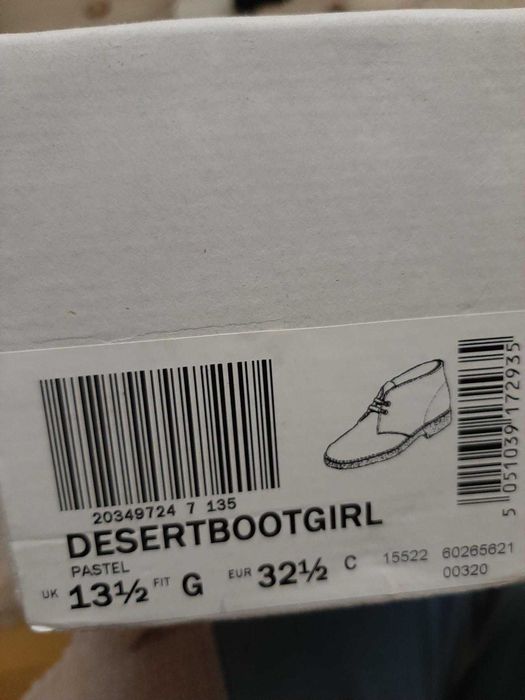 20349724 7 135
DESERTBOOTGIRL
PASTEL
UK 13½ FIT G EUR 32½ C 15522 60265621
00320
5 051039 172935